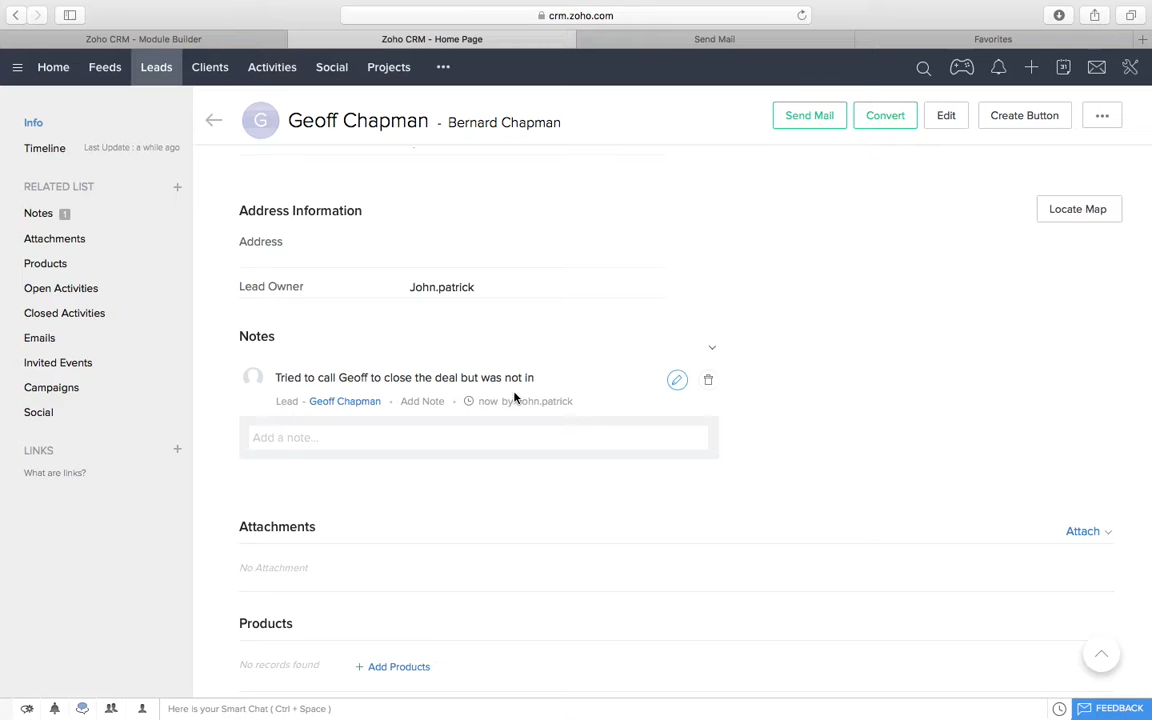 crm.zoho.com
Zoho CRM - Module Builder
Zoho CRM - Home Page
Send Mail
Favorites
Home
Feeds
Leads
Clients
Activities
Social
Projects
31
G
Geoff Chapman - Bernard Chapman
Send Mail
Convert
Edit
Create Button
Info
Timeline
Last Update : a while ago
RELATED LIST
Notes 1
Attachments
Products
Open Activities
Closed Activities
Emails
Invited Events
Campaigns
Social
LINKS
What are links?
Address Information
Locate Map
Address
Lead Owner
John.patrick
Notes
Tried to call Geoff to close the deal but was not in
Lead - Geoff Chapman • Add Note • now by John.patrick
Add a note...
Attachments
Attach
No Attachment
Products
No records found
+ Add Products
Here is your Smart Chat ( Ctrl + Space )
FEEDBACK